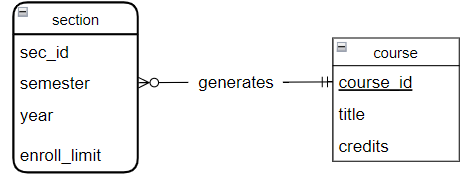 section
sec_id
semester
year
enroll_limit
generates
course
course_id
title
credits